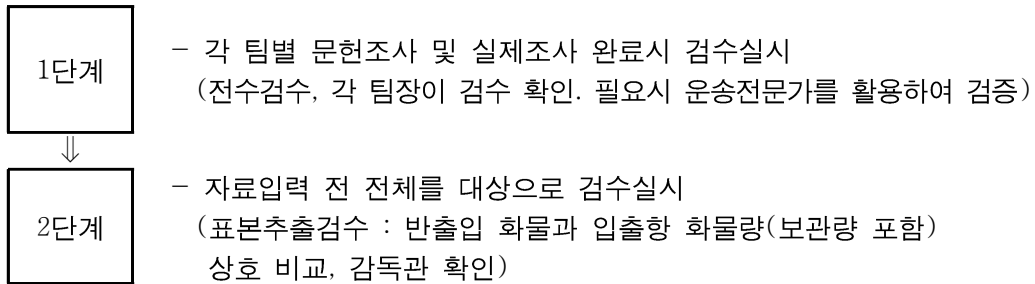 1단계
- 각 팀별 문헌조사 및 실제조사 완료시 검수실시
(전수검수, 각 팀장이 검수 확인. 필요시 운송전문가를 활용하여 검증)
⇓
2단계
- 자료입력 전 전체를 대상으로 검수실시
(표본추출검수 : 반출입 화물과 입출항 화물량(보관량 포함)
상호 비교, 감독관 확인)